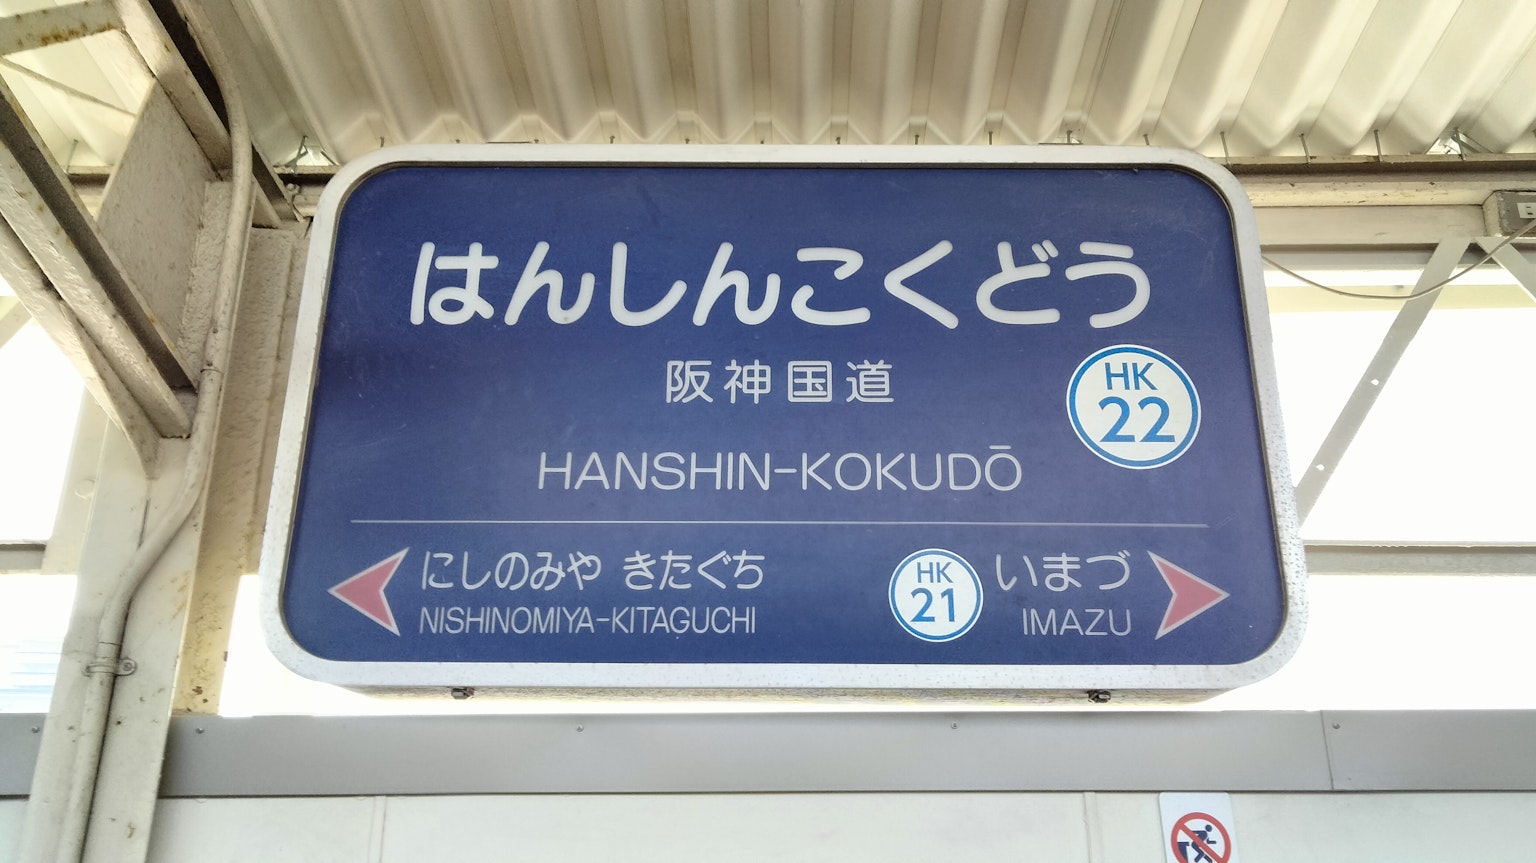 はんしんこくどう
阪神国道
HK
22
HANSHIN-KOKUDŌ
にしのみや きたぐち
NISHINOMIYA-KITAGUCHI
HK
21
いまづ
IMAZU